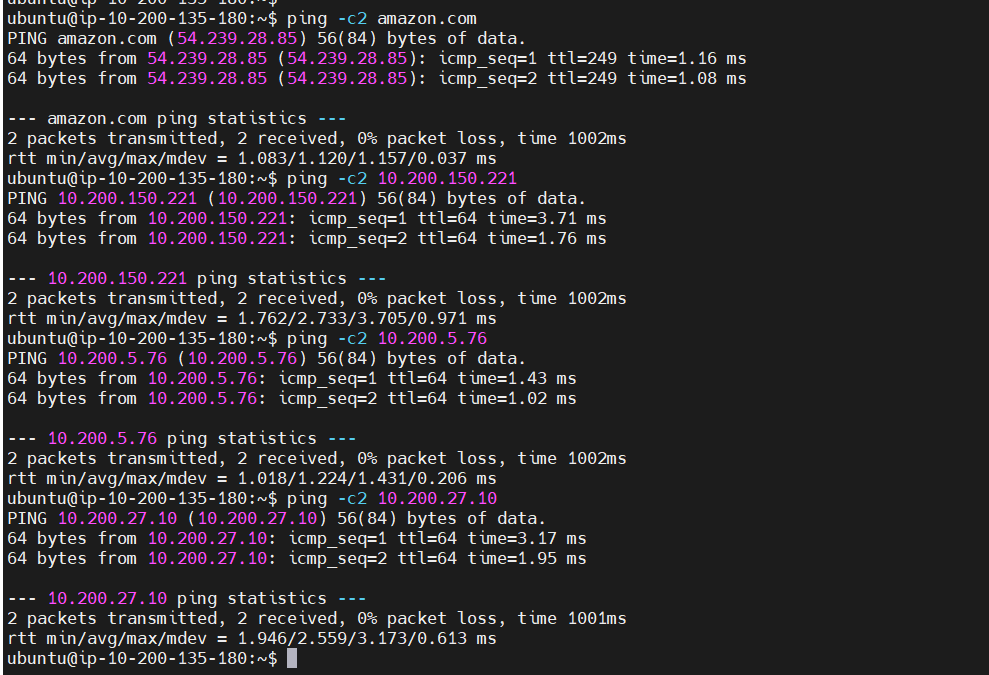 ubuntu@ip-10-200-135-180:~$
ubuntu@ip-10-200-135-180:~$ ping -c2 amazon.com
PING amazon.com (54.239.28.85) 56(84) bytes of data.
64 bytes from 54.239.28.85 (54.239.28.85): icmp_seq=1 ttl=249 time=1.16 ms
64 bytes from 54.239.28.85 (54.239.28.85): icmp_seq=2 ttl=249 time=1.08 ms

--- amazon.com ping statistics ---
2 packets transmitted, 2 received, 0% packet loss, time 1002ms
rtt min/avg/max/mdev = 1.083/1.120/1.157/0.037 ms
ubuntu@ip-10-200-135-180:~$ ping -c2 10.200.150.221
PING 10.200.150.221 (10.200.150.221) 56(84) bytes of data.
64 bytes from 10.200.150.221: icmp_seq=1 ttl=64 time=3.71 ms
64 bytes from 10.200.150.221: icmp_seq=2 ttl=64 time=1.76 ms

--- 10.200.150.221 ping statistics ---
2 packets transmitted, 2 received, 0% packet loss, time 1002ms
rtt min/avg/max/mdev = 1.762/2.733/3.705/0.971 ms
ubuntu@ip-10-200-135-180:~$ ping -c2 10.200.5.76
PING 10.200.5.76 (10.200.5.76) 56(84) bytes of data.
64 bytes from 10.200.5.76: icmp_seq=1 ttl=64 time=1.43 ms
64 bytes from 10.200.5.76: icmp_seq=2 ttl=64 time=1.02 ms

--- 10.200.5.76 ping statistics ---
2 packets transmitted, 2 received, 0% packet loss, time 1002ms
rtt min/avg/max/mdev = 1.018/1.224/1.431/0.206 ms
ubuntu@ip-10-200-135-180:~$ ping -c2 10.200.27.10
PING 10.200.27.10 (10.200.27.10) 56(84) bytes of data.
64 bytes from 10.200.27.10: icmp_seq=1 ttl=64 time=3.17 ms
64 bytes from 10.200.27.10: icmp_seq=2 ttl=64 time=1.95 ms

--- 10.200.27.10 ping statistics ---
2 packets transmitted, 2 received, 0% packet loss, time 1001ms
rtt min/avg/max/mdev = 1.946/2.559/3.173/0.613 ms
ubuntu@ip-10-200-135-180:~$